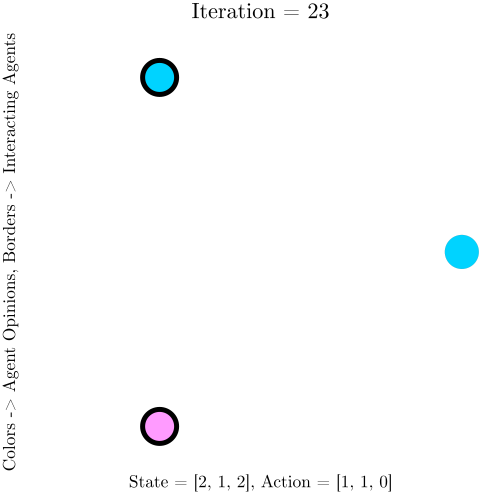 Iteration = 23
Colors -> Agent Opinions, Borders -> Interacting Agents
State = [2, 1, 2], Action = [1, 1, 0]